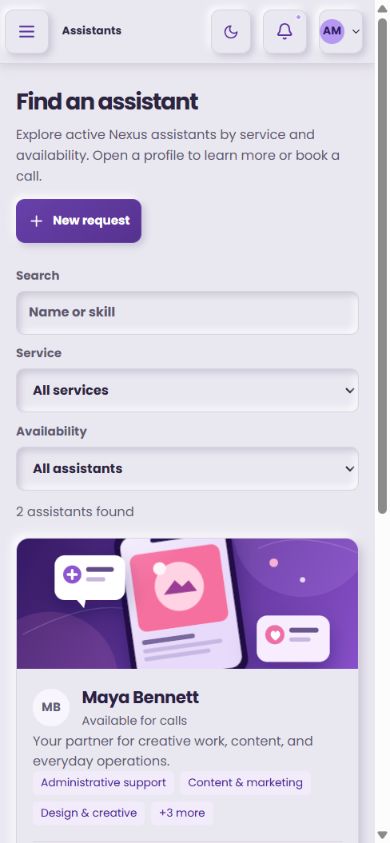 Assistants
AM
Find an assistant
Explore active Nexus assistants by service and
availability. Open a profile to learn more or book a
call.
New request
Search
Name or skill
Service
All services
Availability
All assistants
2 assistants found
MB
Maya Bennett
Available for calls
Your partner for creative work, content, and
everyday operations.
Administrative support
Content & marketing
Design & creative
+3 more